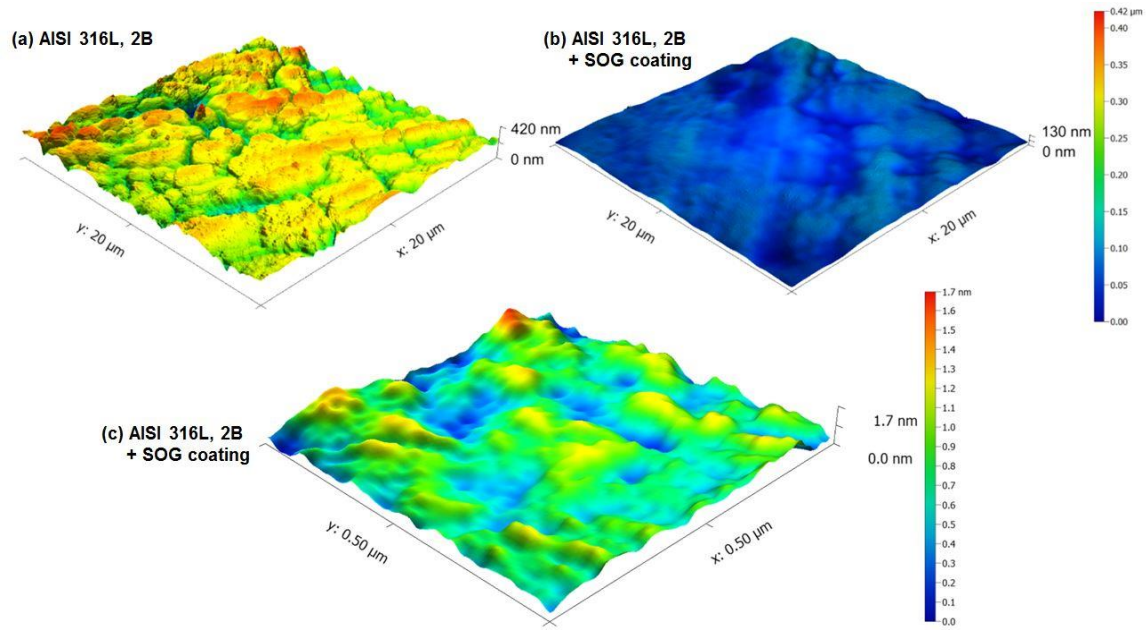 (a) AISI 316L, 2B
420 nm
0 nm
y: 20 µm
x: 20 µm
(b) AISI 316L, 2B
+ SOG coating
130 nm
0 nm
y: 20 µm
x: 20 µm
0.42 µm
0.40
0.35
0.30
0.25
0.20
0.15
0.10
0.05
0.00
(c) AISI 316L, 2B
+ SOG coating
1.7 nm
0.0 nm
y: 0.50 µm
x: 0.50 µm
1.7 nm
1.6
1.5
1.4
1.3
1.2
1.1
1.0
0.9
0.8
0.7
0.6
0.5
0.4
0.3
0.2
0.1
0.0